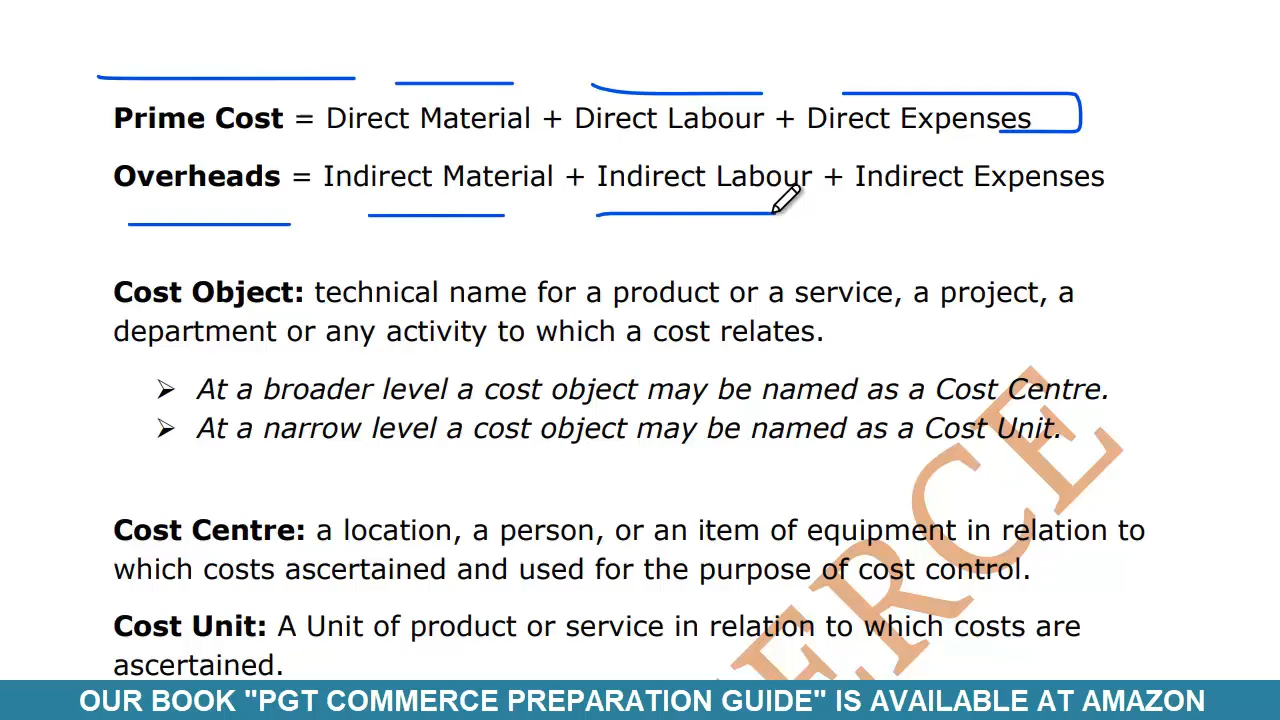 Prime Cost = Direct Material + Direct Labour + Direct Expenses
Overheads = Indirect Material + Indirect Labour + Indirect Expenses
Cost Object: technical name for a product or a service, a project, a
department or any activity to which a cost relates.
➢ At a broader level a cost object may be named as a Cost Centre.
➢ At a narrow level a cost object may be named as a Cost Unit.
Cost Centre: a location, a person, or an item of equipment in relation to
which costs ascertained and used for the purpose of cost control.
Cost Unit: A Unit of product or service in relation to which costs are
ascertained.
OUR BOOK "PGT COMMERCE PREPARATION GUIDE" IS AVAILABLE AT AMAZON